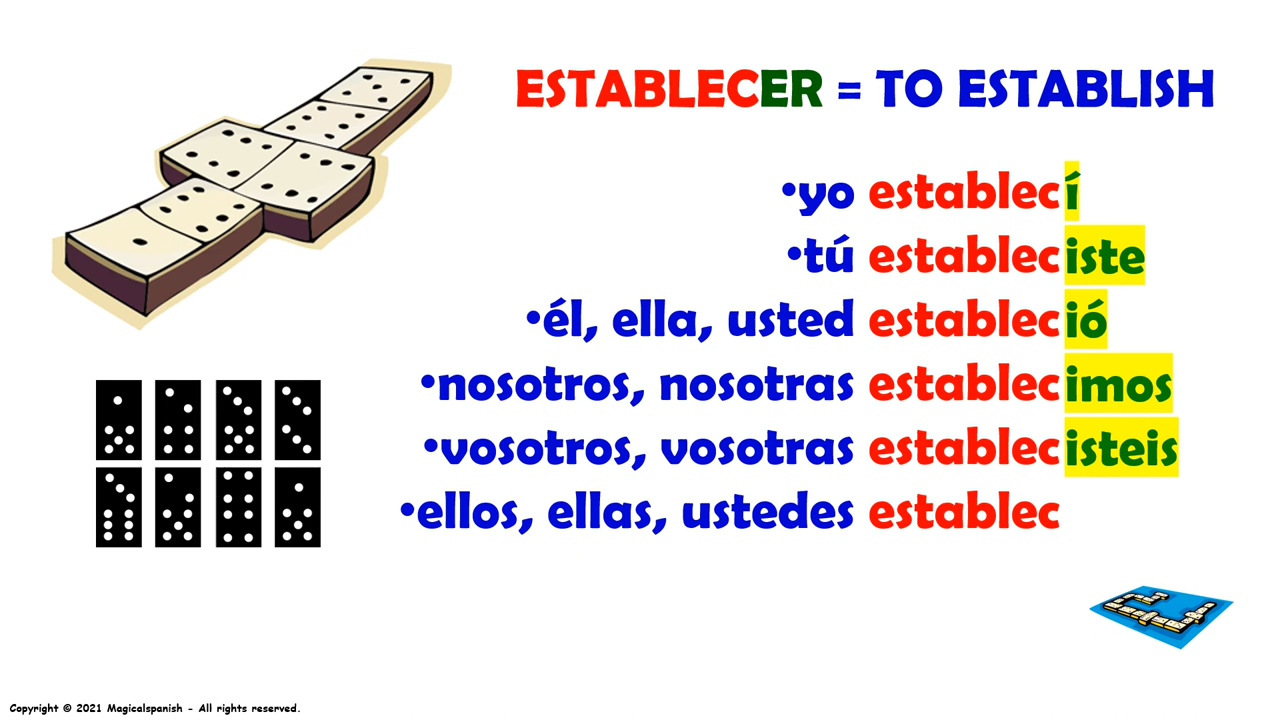 ESTABLECER = TO ESTABLISH
•yo establecí
•tú estableciste
•él, ella, usted estableció
•nosotros, nosotras establecimos
•vosotros, vosotras establecisteis
•ellos, ellas, ustedes establec
Copyright © 2021 Magicalspanish - All rights reserved.